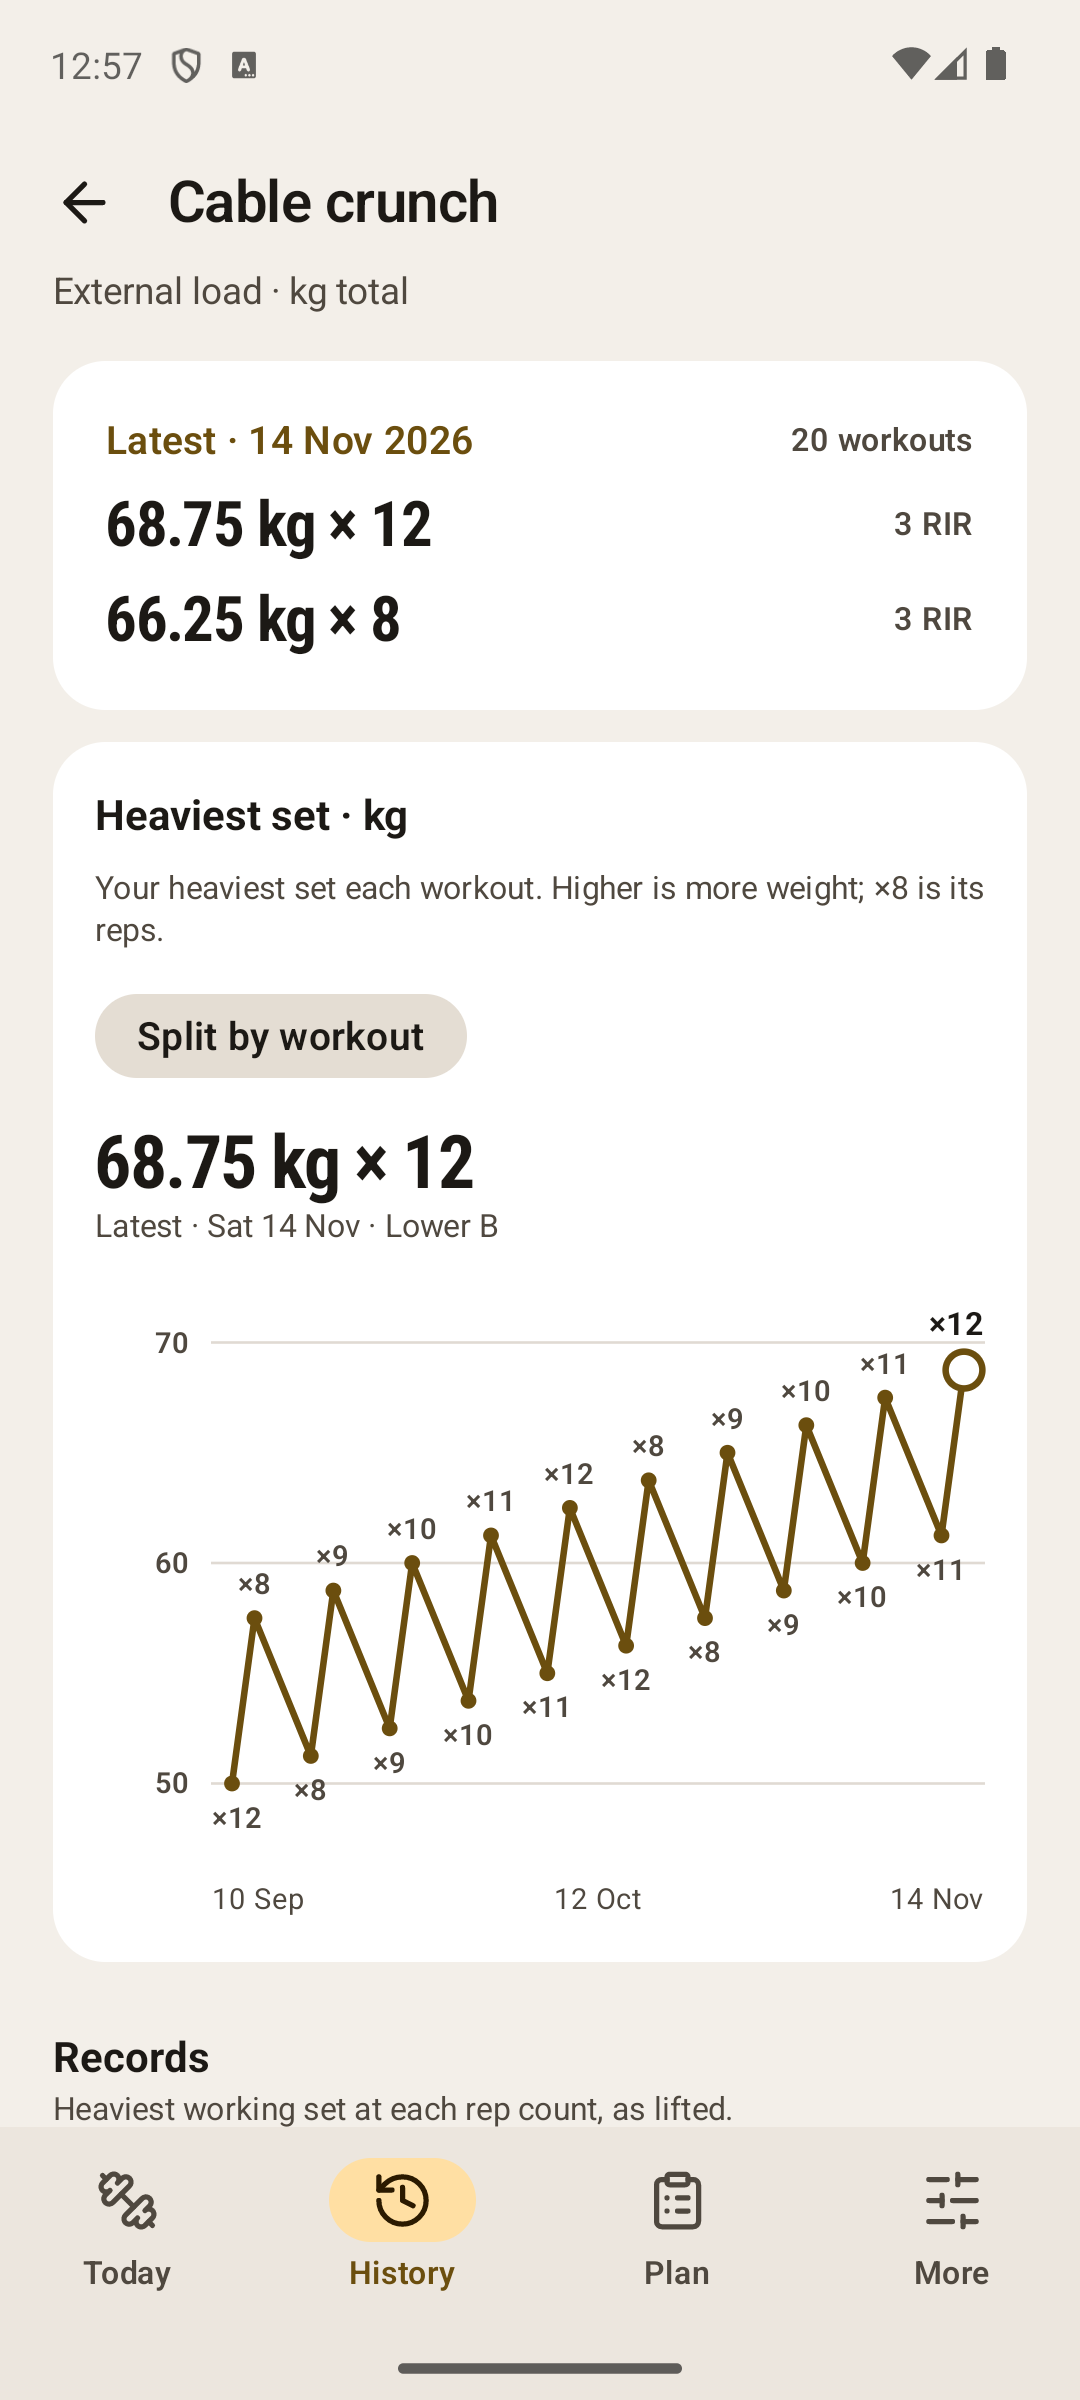 12:57
Cable crunch
External load · kg total
Latest · 14 Nov 2026
20 workouts
68.75 kg × 12
3 RIR
66.25 kg × 8
3 RIR
Heaviest set · kg
Your heaviest set each workout. Higher is more weight; ×8 is its
reps.
Split by workout
68.75 kg × 12
Latest · Sat 14 Nov · Lower B
×12
70
×11
×10
×9
×8
×12
×11
×10
×9
60
×8
×11
×10
×9
×8
×12
×11
×10
×9
50
×8
×12
10 Sep
12 Oct
14 Nov
Records
Heaviest working set at each rep count, as lifted.
Today
History
Plan
More